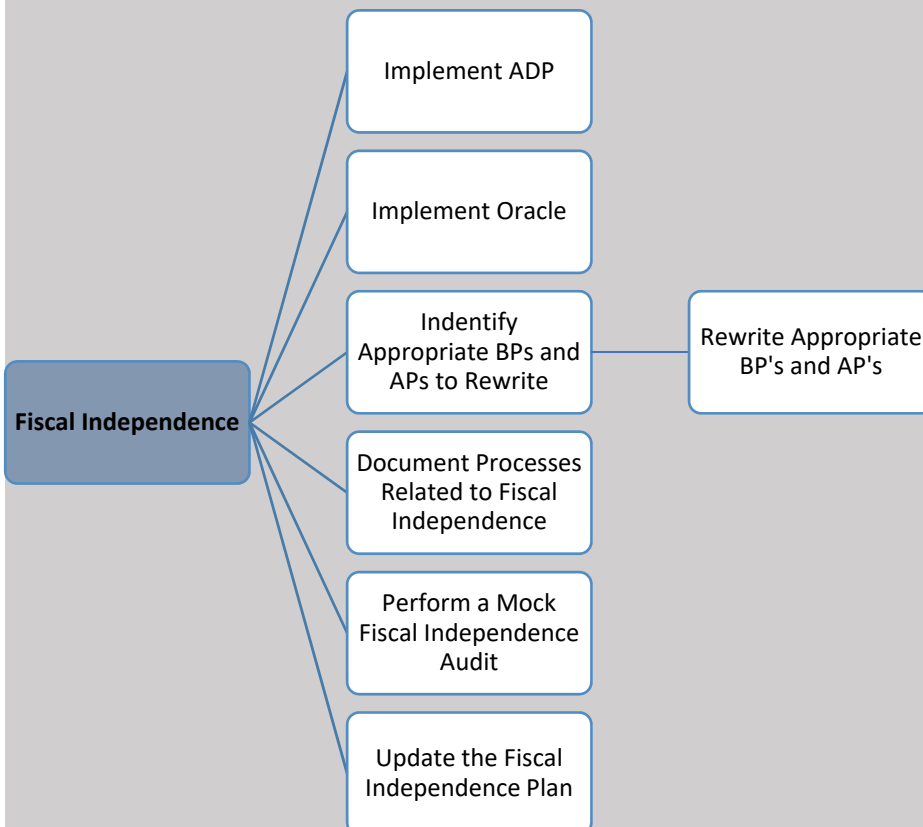 Implement ADP
Implement Oracle
Indentify
Appropriate BPs and
APs to Rewrite
Rewrite Appropriate
BP's and AP's
Fiscal Independence
Document Processes
Related to Fiscal
Independence
Perform a Mock
Fiscal Independence
Audit
Update the Fiscal
Independence Plan